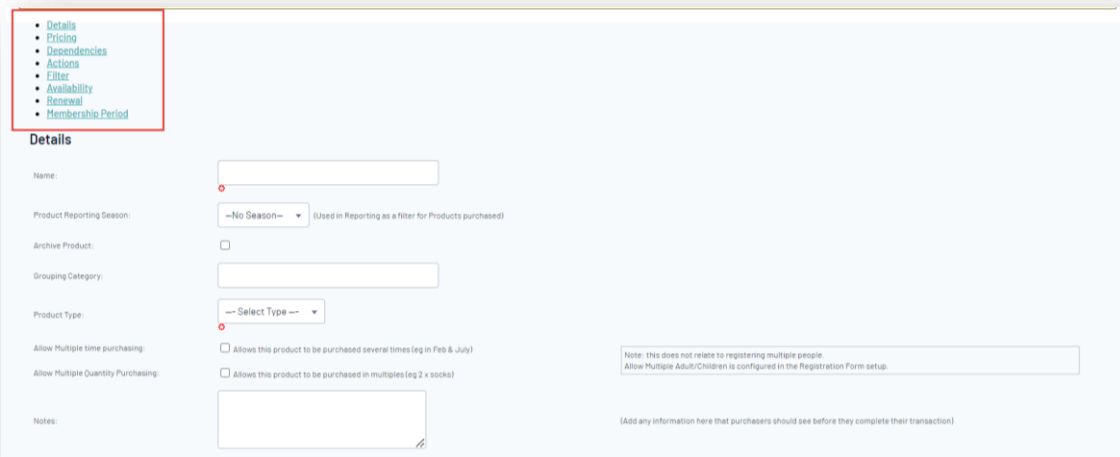 Details
Pricing
Dependencies
Actions
Filter
Availability
Renewal
Membership Period
Details
Name:
Product Reporting Season: —No Season— (Used in Reporting as a filter for Products purchased)
Archive Product:
Grouping Category:
Product Type: —- Select Type —-
Allow Multiple time purchasing: Allows this product to be purchased several times (eg in Feb & July)
Note: this does not relate to registering multiple people.
Allow Multiple Adult/Children is configured in the Registration Form setup.
Allow Multiple Quantity Purchasing: Allows this product to be purchased in multiples (eg 2 x socks)
Notes: (Add any information here that purchasers should see before they complete their transaction)